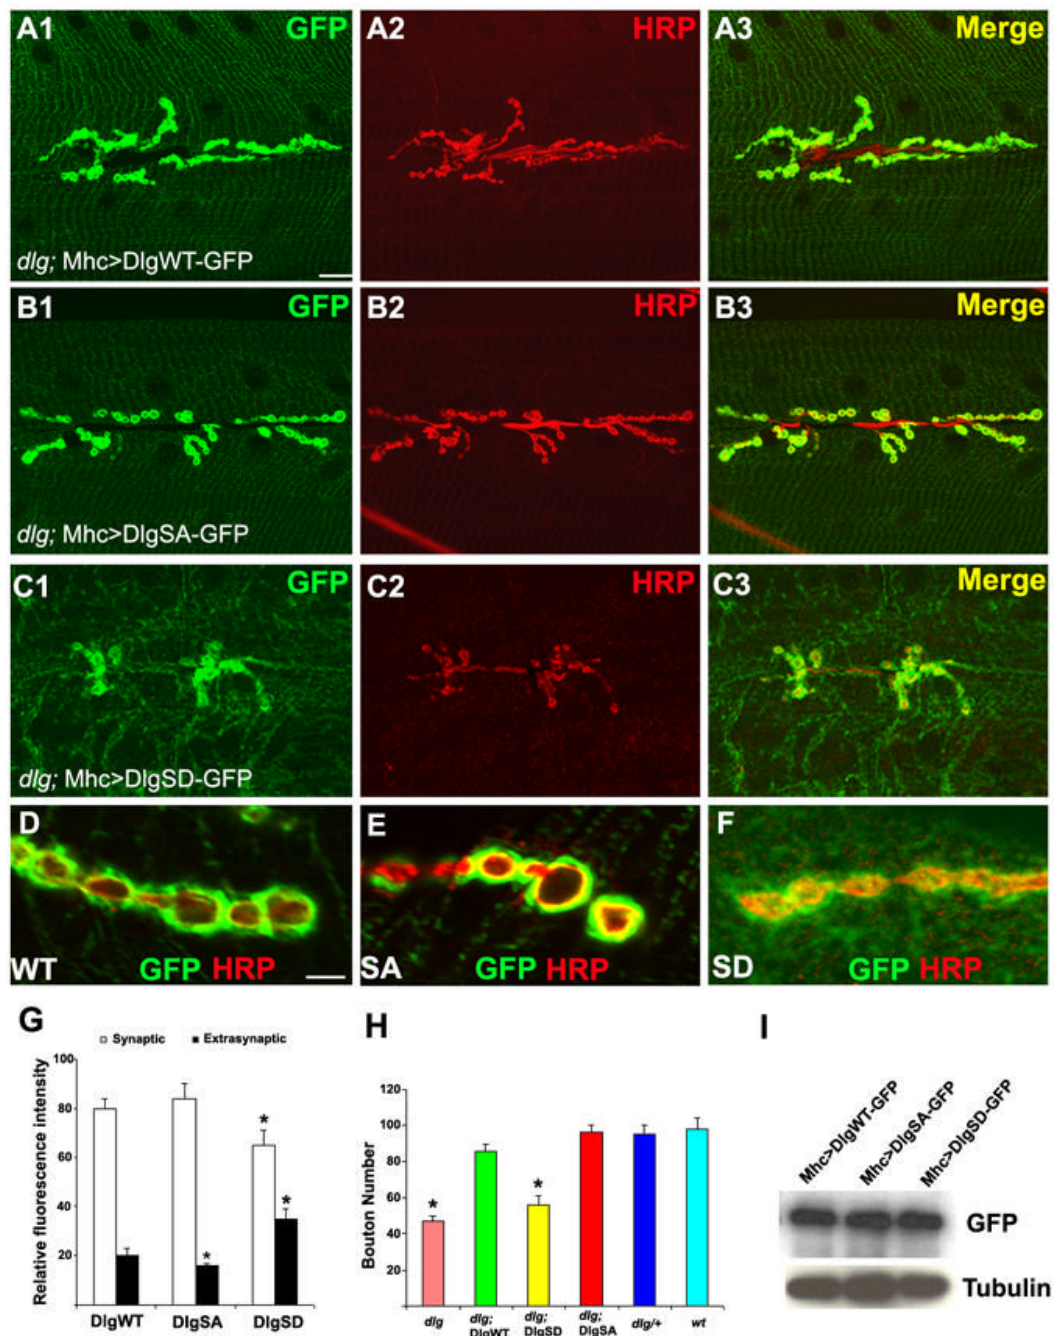 A1 GFP
A2 HRP
A3 Merge
dlg; Mhc>DlgWT-GFP
B1 GFP
B2 HRP
B3 Merge
dlg; Mhc>DlgSA-GFP
C1 GFP
C2 HRP
C3 Merge
dlg; Mhc>DlgSD-GFP
D
E
F
WT GFP HRP
SA GFP HRP
SD GFP HRP
G
Synaptic Extrasynaptic
Relative fluorescence intensity
100
80
60
40
20
* * *
DlgWT DlgSA DlgSD
H
Bouton Number
120
100
80
60
40
20
0
* *
dlg
dlg; DlgWT
dlg; DlgSD
dlg; DlgSA
dlg/+
wt
I
Mhc>DlgWT-GFP
Mhc>DlgSA-GFP
Mhc>DlgSD-GFP
GFP
Tubulin